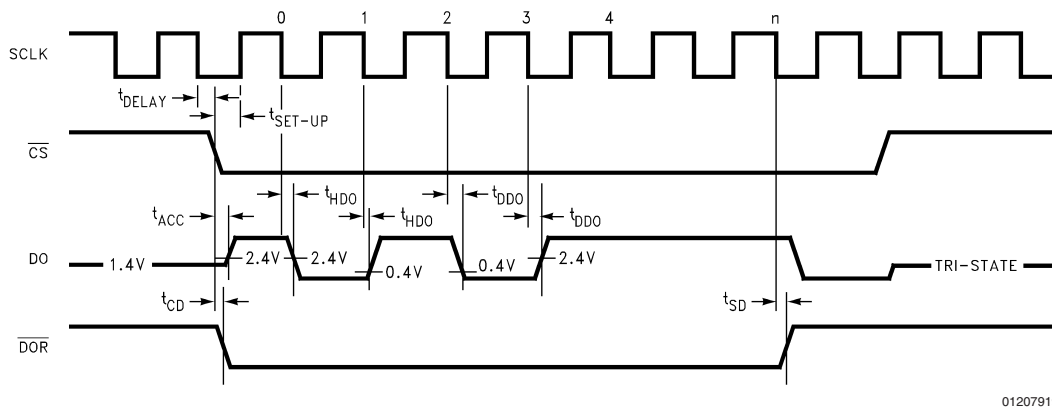 0 1 2 3 4 n
SCLK
tDELAY
tSET-UP
CS
tHDO
tHDO
tDDO
tDDO
tACC
DO
1.4V
2.4V
2.4V
0.4V
0.4V
2.4V
TRI-STATE
tCD
tSD
DOR
0120791